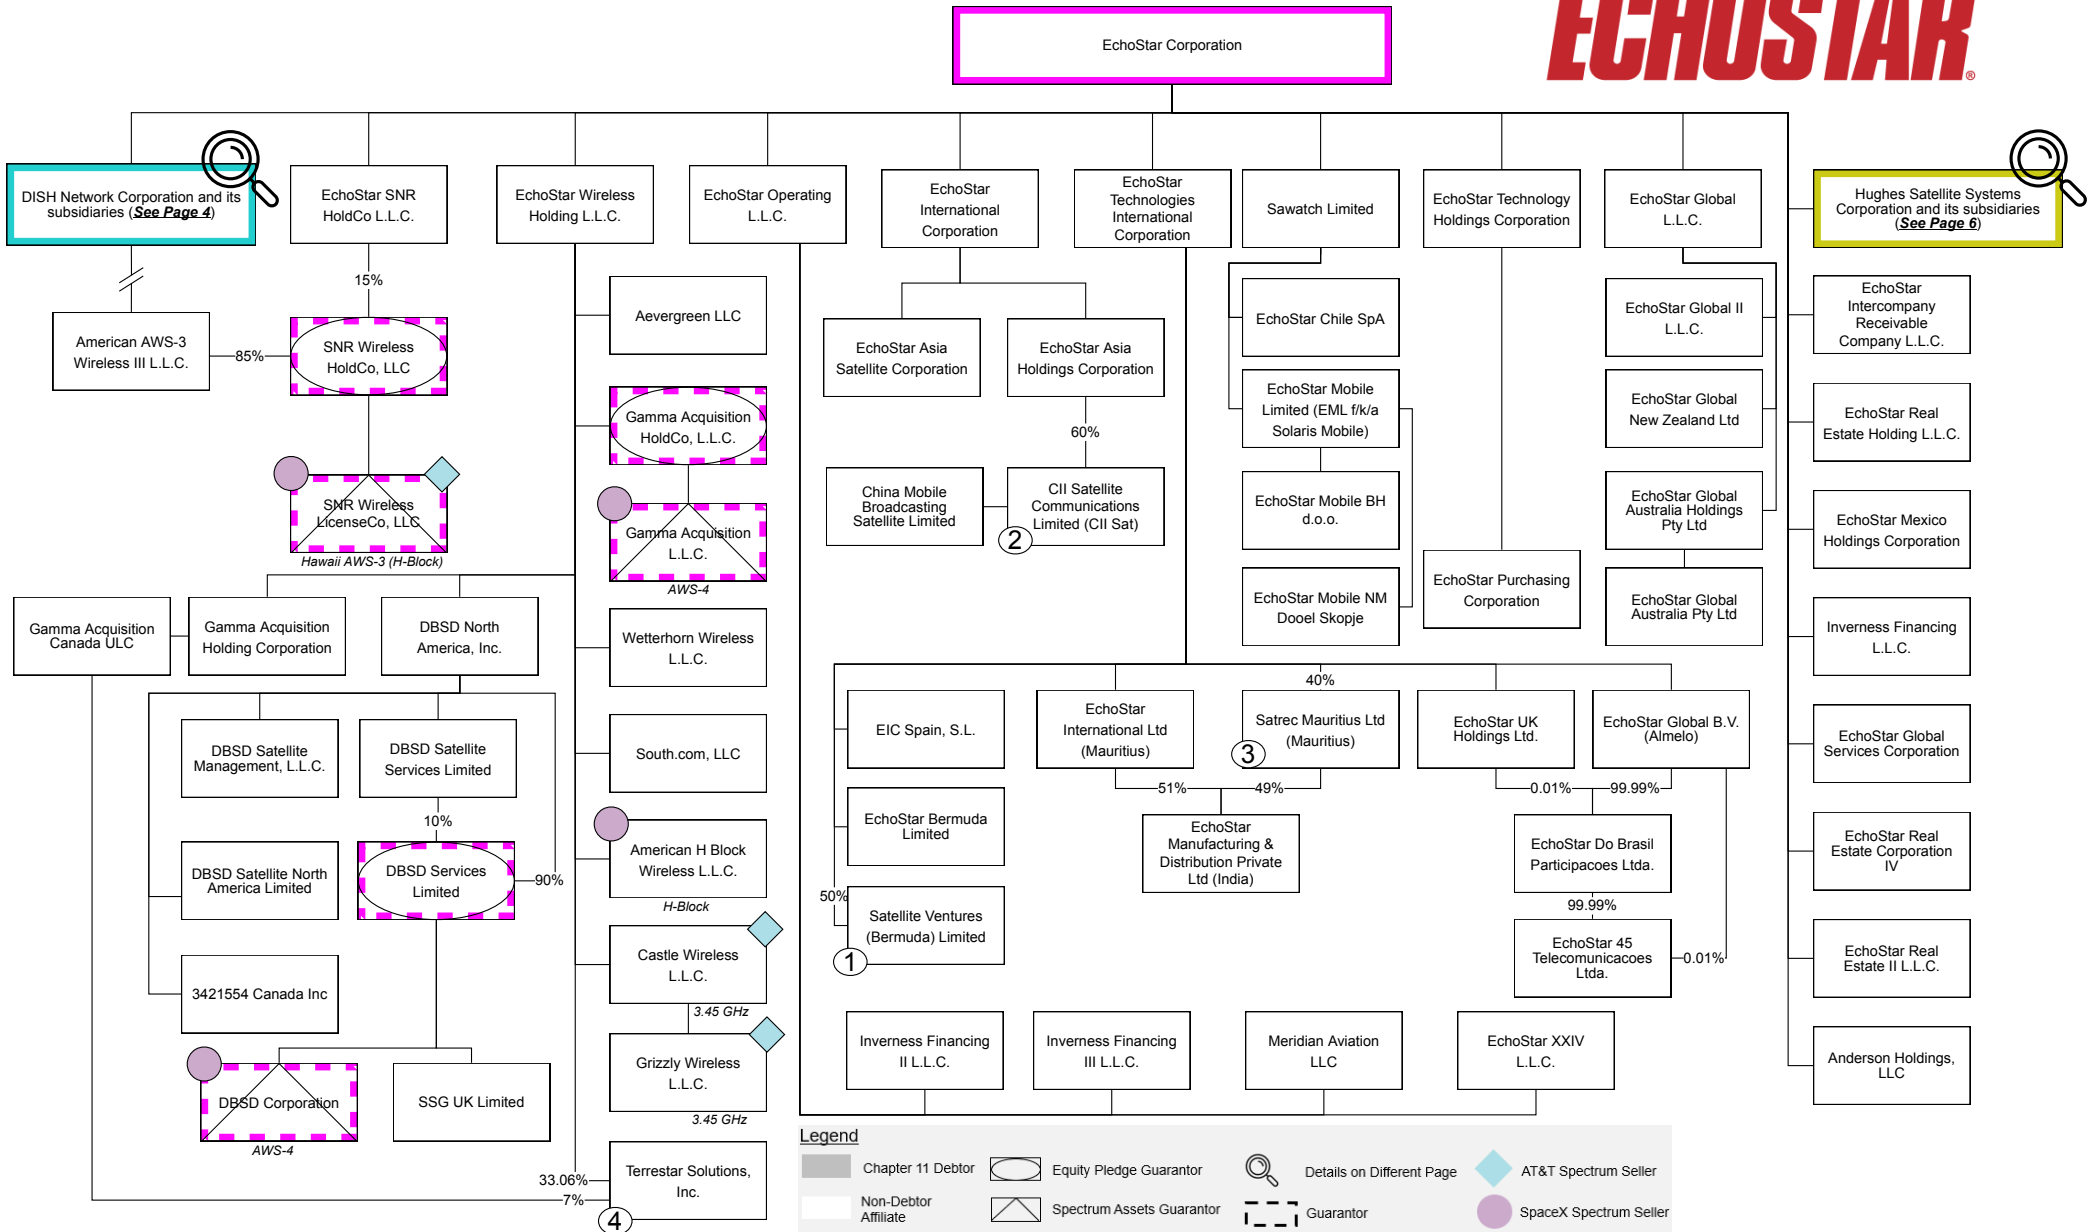 EchoStar Corporation
ECHOSTAR®
DISH Network Corporation and its
subsidiaries (See Page 4)
EchoStar SNR
HoldCo L.L.C.
EchoStar Wireless
Holding L.L.C.
EchoStar Operating
L.L.C.
EchoStar
International
Corporation
EchoStar
Technologies
International
Corporation
Sawatch Limited
EchoStar Technology
Holdings Corporation
EchoStar Global
L.L.C.
Hughes Satellite Systems
Corporation and its subsidiaries
(See Page 6)
15%
American AWS-3
Wireless III L.L.C.
85%
SNR Wireless
HoldCo, LLC
SNR Wireless
LicenseCo, LLC
Hawaii AWS-3 (H-Block)
Aevergreen LLC
Gamma Acquisition
HoldCo, L.L.C.
Gamma Acquisition
L.L.C.
AWS-4
Wetterhorn Wireless
L.L.C.
South.com, LLC
American H Block
Wireless L.L.C.
H-Block
Castle Wireless
L.L.C.
3.45 GHz
Grizzly Wireless
L.L.C.
3.45 GHz
Terrestar Solutions,
Inc.
33.06%
7%
4
Gamma Acquisition
Canada ULC
Gamma Acquisition
Holding Corporation
DBSD North
America, Inc.
DBSD Satellite
Management, L.L.C.
DBSD Satellite
Services Limited
10%
DBSD Satellite North
America Limited
DBSD Services
Limited
90%
3421554 Canada Inc
DBSD Corporation
AWS-4
SSG UK Limited
EchoStar Asia
Satellite Corporation
EchoStar Asia
Holdings Corporation
60%
China Mobile
Broadcasting
Satellite Limited
CII Satellite
Communications
Limited (CII Sat)
2
EchoStar Chile SpA
EchoStar Mobile
Limited (EML f/k/a
Solaris Mobile)
EchoStar Mobile BH
d.o.o.
EchoStar Mobile NM
Dooel Skopje
EchoStar Purchasing
Corporation
EchoStar Global II
L.L.C.
EchoStar Global
New Zealand Ltd
EchoStar Global
Australia Holdings
Pty Ltd
EchoStar Global
Australia Pty Ltd
EchoStar
Intercompany
Receivable
Company L.L.C.
EchoStar Real
Estate Holding L.L.C.
EchoStar Mexico
Holdings Corporation
Inverness Financing
L.L.C.
EchoStar Global
Services Corporation
EchoStar Real
Estate Corporation
IV
EchoStar Real
Estate II L.L.C.
Anderson Holdings,
LLC
EIC Spain, S.L.
EchoStar Bermuda
Limited
50%
Satellite Ventures
(Bermuda) Limited
1
EchoStar
International Ltd
(Mauritius)
40%
Satrec Mauritius Ltd
(Mauritius)
3
51%
49%
EchoStar
Manufacturing &
Distribution Private
Ltd (India)
EchoStar UK
Holdings Ltd.
EchoStar Global B.V.
(Almelo)
0.01%
99.99%
EchoStar Do Brasil
Participacoes Ltda.
99.99%
EchoStar 45
Telecomunicacoes
Ltda.
0.01%
Inverness Financing
II L.L.C.
Inverness Financing
III L.L.C.
Meridian Aviation
LLC
EchoStar XXIV
L.L.C.
Legend
Chapter 11 Debtor
Equity Pledge Guarantor
Details on Different Page
AT&T Spectrum Seller
Non-Debtor
Affiliate
Spectrum Assets Guarantor
Guarantor
SpaceX Spectrum Seller